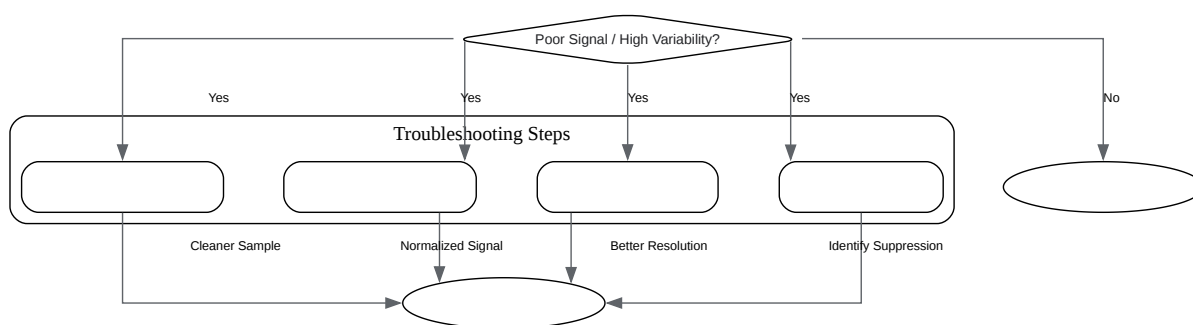 Poor Signal / High Variability?
Yes
Yes
Yes
Yes
No
Troubleshooting Steps
Cleaner Sample
Normalized Signal
Better Resolution
Identify Suppression